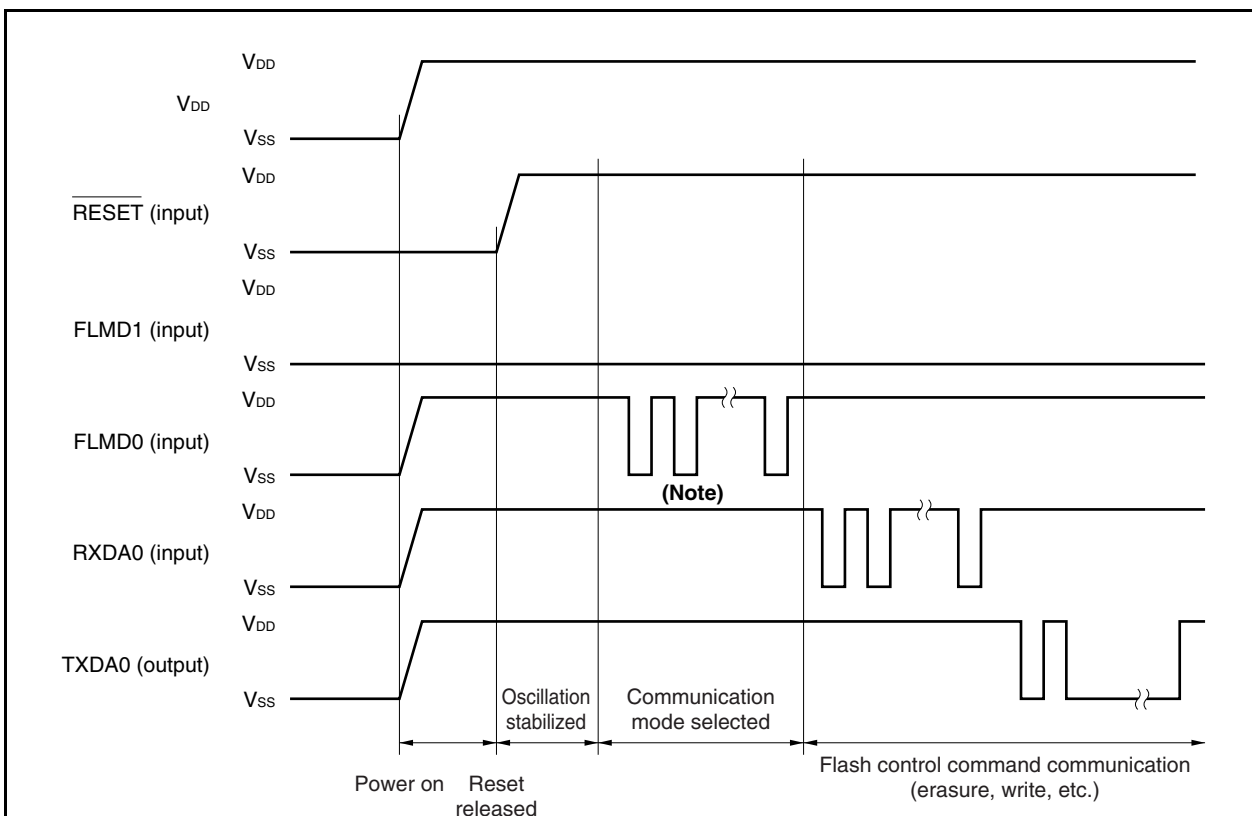 VDD
VDD
VSS
VDD
RESET (input)
VSS
VDD
FLMD1 (input)
VSS
VDD
FLMD0 (input)
VSS
(Note)
VDD
RXDA0 (input)
VSS
VDD
TXDA0 (output)
VSS
Oscillation
stabilized
Communication
mode selected
Power on
Reset
released
Flash control command communication
(erasure, write, etc.)